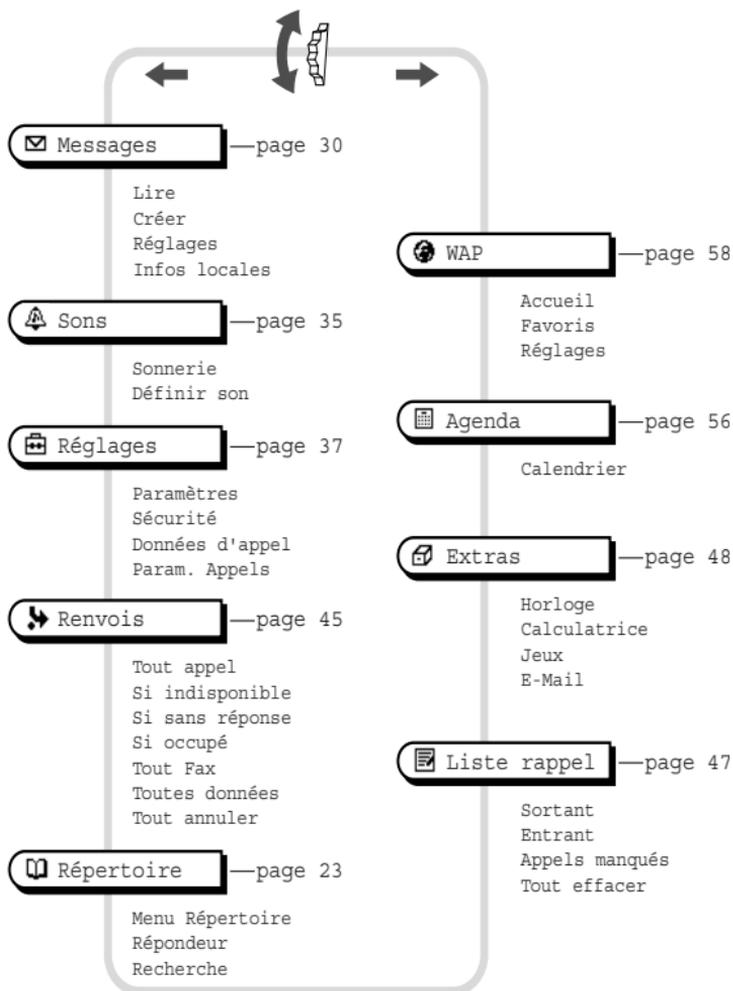 Messages —page 30
Lire
Créer
Réglages
Infos locales
Sons —page 35
Sonnerie
Définir son
Réglages —page 37
Paramètres
Sécurité
Données d'appel
Param. Appels
Renvois —page 45
Tout appel
Si indisponible
Si sans réponse
Si occupé
Tout Fax
Toutes données
Tout annuler
Répertoire —page 23
Menu Répertoire
Répondeur
Recherche
WAP —page 58
Accueil
Favoris
Réglages
Agenda —page 56
Calendrier
Extras —page 48
Horloge
Calculatrice
Jeux
E-Mail
Liste rappel —page 47
Sortant
Entrant
Appels manqués
Tout effacer